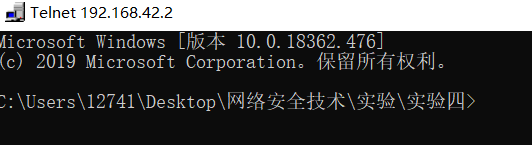 Telnet 192.168.42.2
Microsoft Windows [版本 10.0.18362.476]
(c) 2019 Microsoft Corporation。保留所有权利。
C:\Users\12741\Desktop\网络安全技术\实验\实验四>